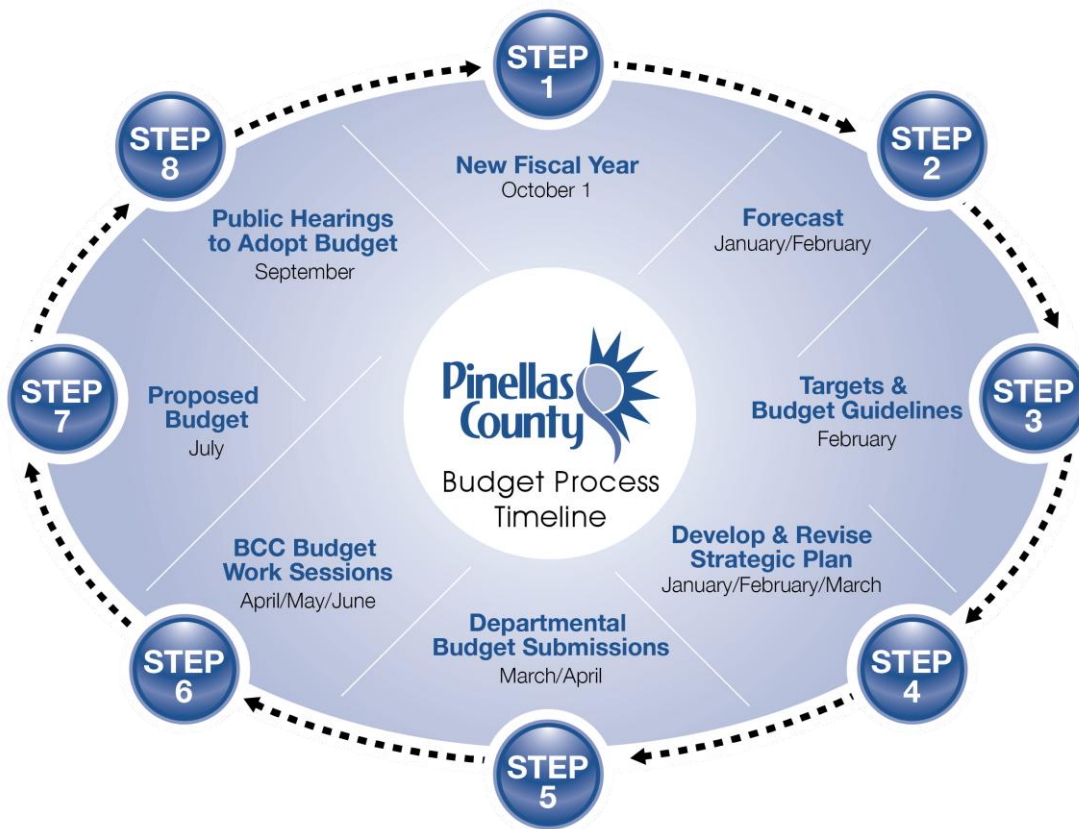 STEP
1
New Fiscal Year
October 1
STEP
2
Forecast
January/February
STEP
3
Targets &
Budget Guidelines
February
STEP
4
Develop & Revise
Strategic Plan
January/February/March
STEP
5
Departmental
Budget Submissions
March/April
STEP
6
BCC Budget
Work Sessions
April/May/June
STEP
7
Proposed
Budget
July
STEP
8
Public Hearings
to Adopt Budget
September
Pinellas
County
Budget Process
Timeline